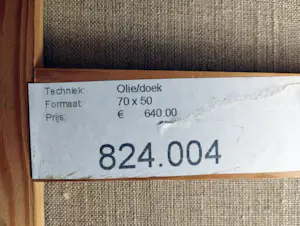 Techniek: Olie/doek
Formaat: 70 x 50
Prijs: € 640.00
824.004